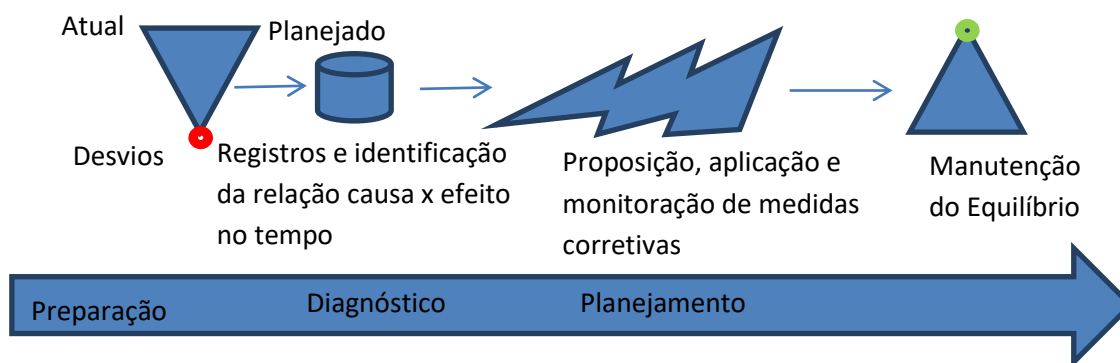 Atual
Planejado
Desvios
Registros e identificação
da relação causa x efeito
no tempo
Proposição, aplicação e
monitoração de medidas
corretivas
Manutenção
do Equilíbrio
Preparação
Diagnóstico
Planejamento